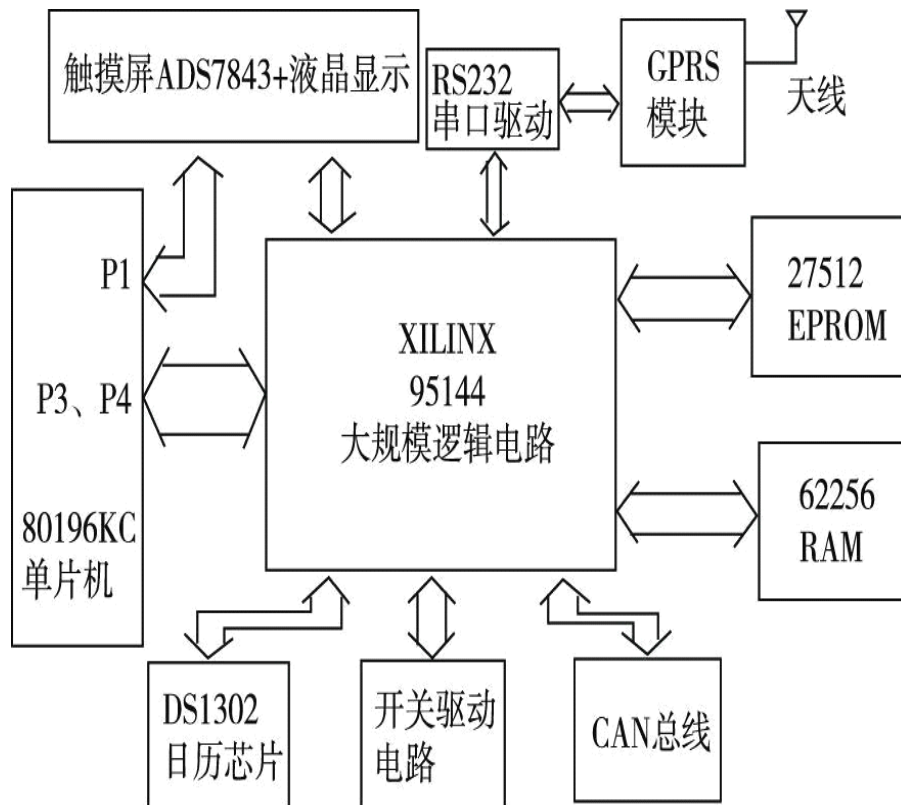 触摸屏ADS7843+液晶显示
RS232
串口驱动
GPRS
模块
天线
P1
P3、P4
80196KC
单片机
XILINX
95144
大规模逻辑电路
27512
EPROM
62256
RAM
DS1302
日历芯片
开关驱动
电路
CAN总线